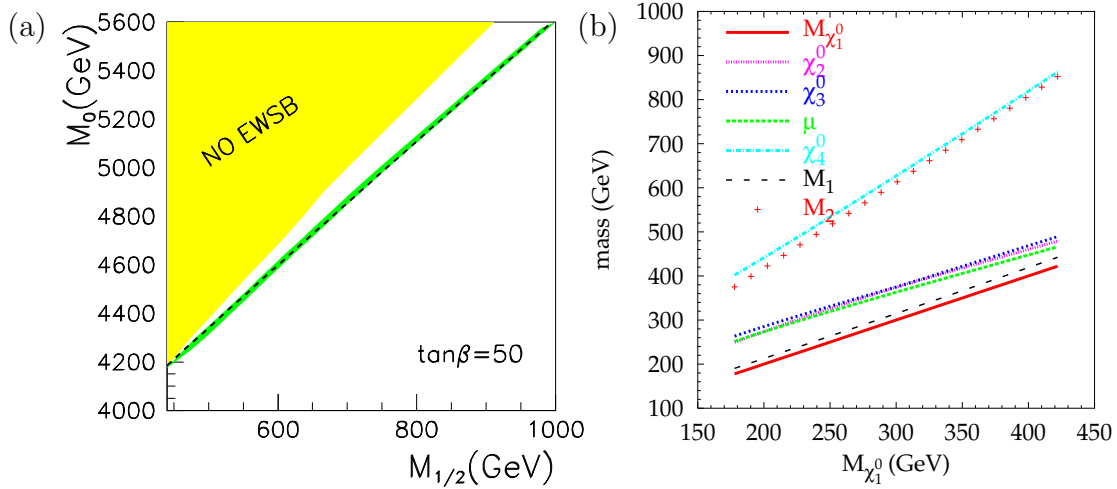 (a)
5600
5400
5200
5000
4800
4600
4400
4200
4000
M₀(GeV)
NO EWSB
tanβ=50
600
800
1000
M₁/₂(GeV)
(b)
1000
900
800
700
600
500
400
300
200
100
mass (GeV)
M_χ₁⁰
χ₂⁰
χ₃⁰
μ
χ₄⁰
M₁
M₂
150
200
250
300
350
400
450
M_χ₁⁰ (GeV)